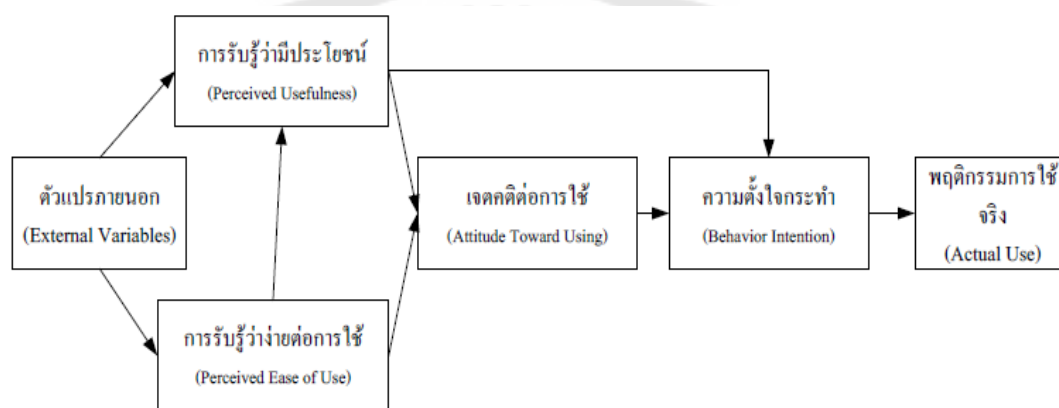 การรับรู้ว่ามีประโยชน์
(Perceived Usefulness)
ตัวแปรภายนอก
(External Variables)
เจตคติต่อการใช้
(Attitude Toward Using)
ความตั้งใจกระทำ
(Behavior Intention)
พฤติกรรมการใช้
จริง
(Actual Use)
การรับรู้ว่าง่ายต่อการใช้
(Perceived Ease of Use)